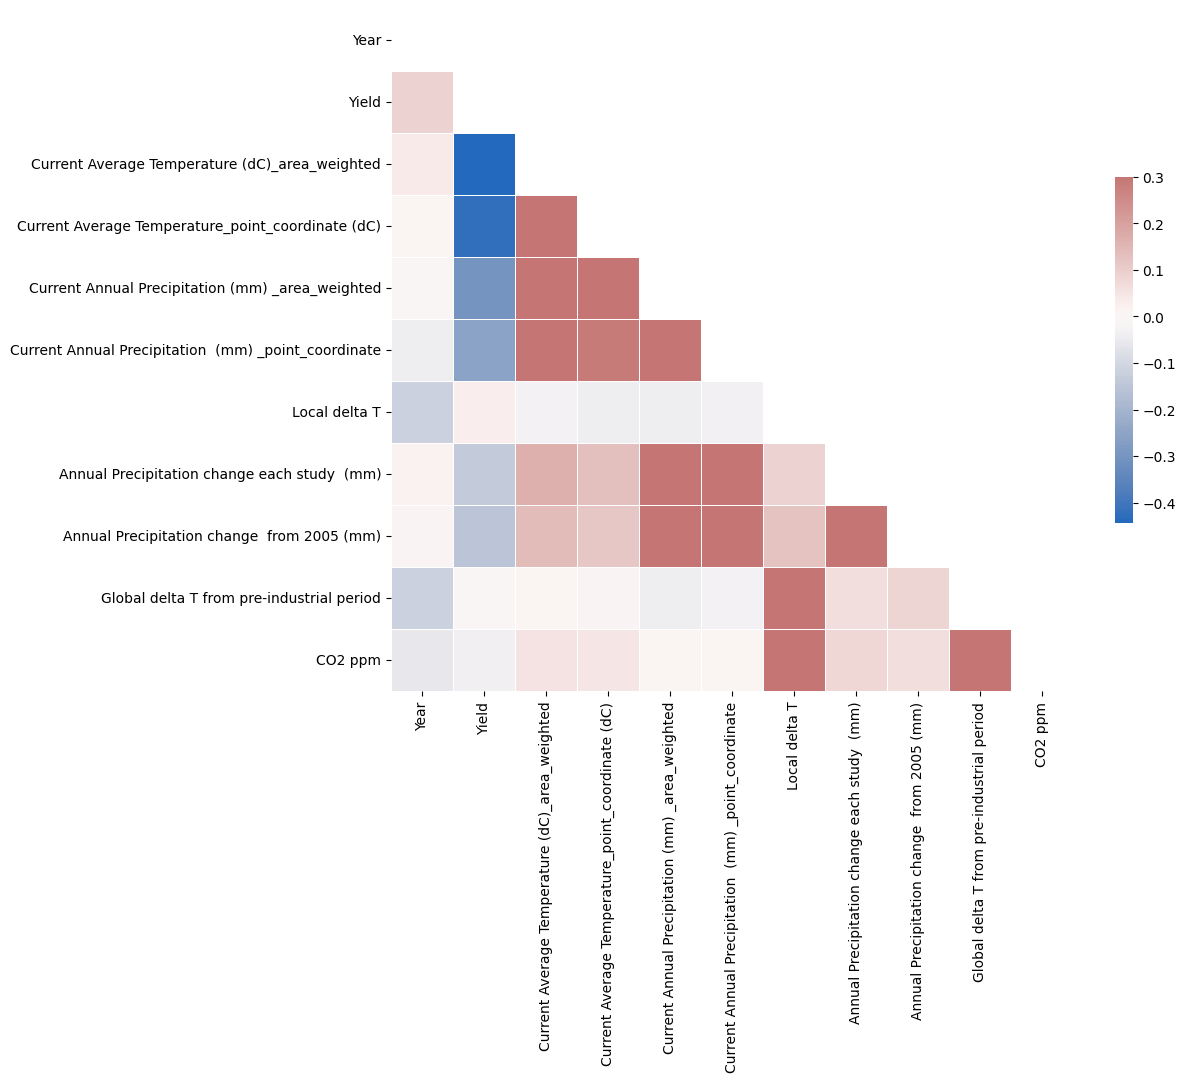 Year
Yield
Current Average Temperature (dC)_area_weighted
Current Average Temperature_point_coordinate (dC)
Current Annual Precipitation (mm) _area_weighted
Current Annual Precipitation  (mm) _point_coordinate
Local delta T
Annual Precipitation change each study  (mm)
Annual Precipitation change  from 2005 (mm)
Global delta T from pre-industrial period
CO2 ppm
Year
Yield
Current Average Temperature (dC)_area_weighted
Current Average Temperature_point_coordinate (dC)
Current Annual Precipitation (mm) _area_weighted
Current Annual Precipitation  (mm) _point_coordinate
Local delta T
Annual Precipitation change each study  (mm)
Annual Precipitation change  from 2005 (mm)
Global delta T from pre-industrial period
CO2 ppm
0.3
0.2
0.1
0.0
−0.1
−0.2
−0.3
−0.4